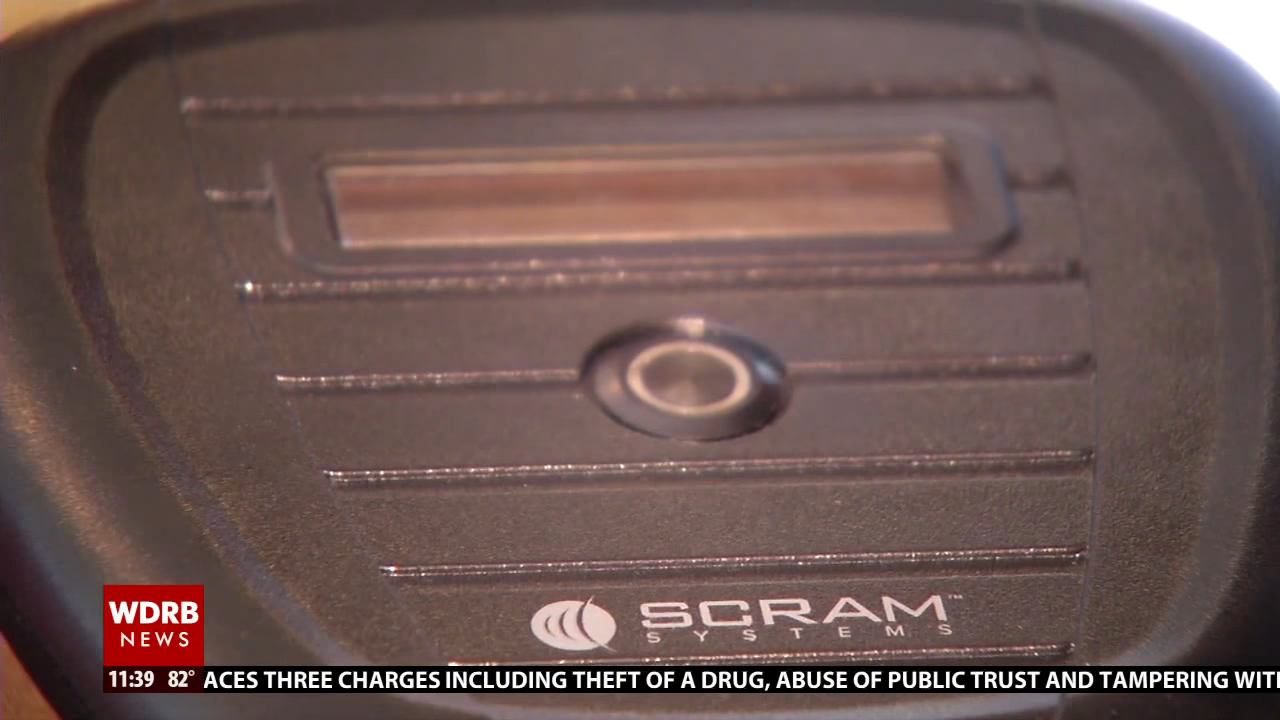 SCRAM™
SYSTEMS
WDRB
NEWS
11:39 82° ACES THREE CHARGES INCLUDING THEFT OF A DRUG, ABUSE OF PUBLIC TRUST AND TAMPERING WIT